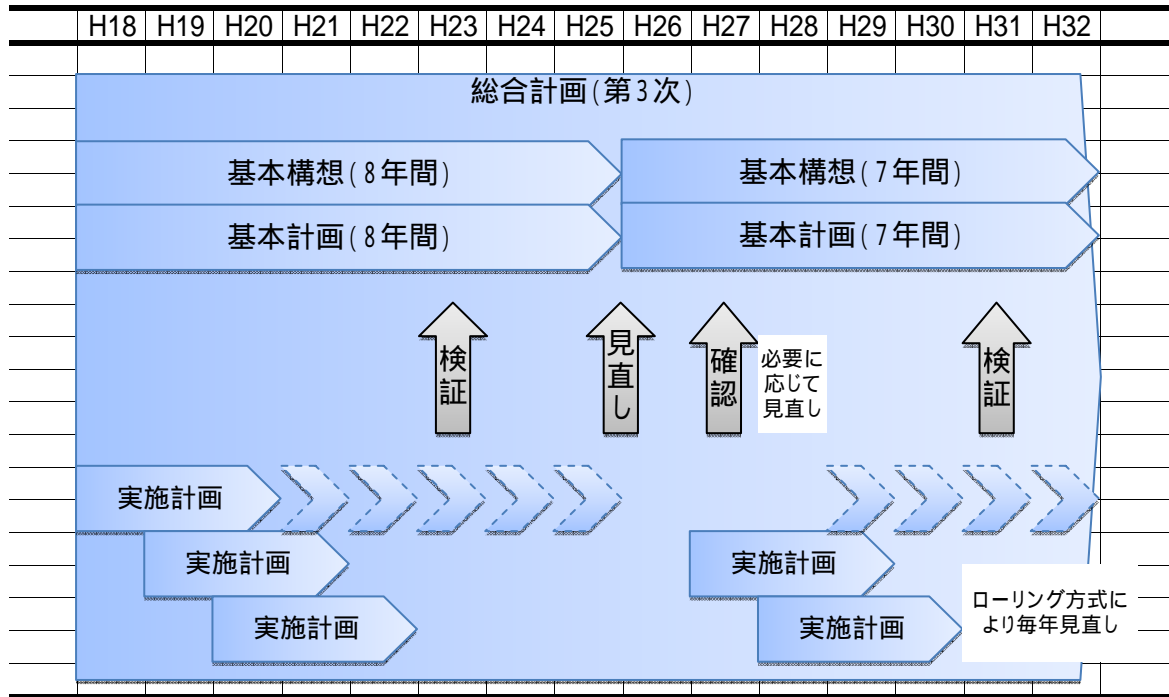 H18 H19 H20 H21 H22 H23 H24 H25 H26 H27 H28 H29 H30 H31 H32
総合計画(第3次)
基本構想(8年間)
基本構想(7年間)
基本計画(8年間)
基本計画(7年間)
検証
見直し
確認
必要に
応じて
見直し
検証
実施計画
実施計画
実施計画
実施計画
実施計画
ローリング方式に
より毎年見直し